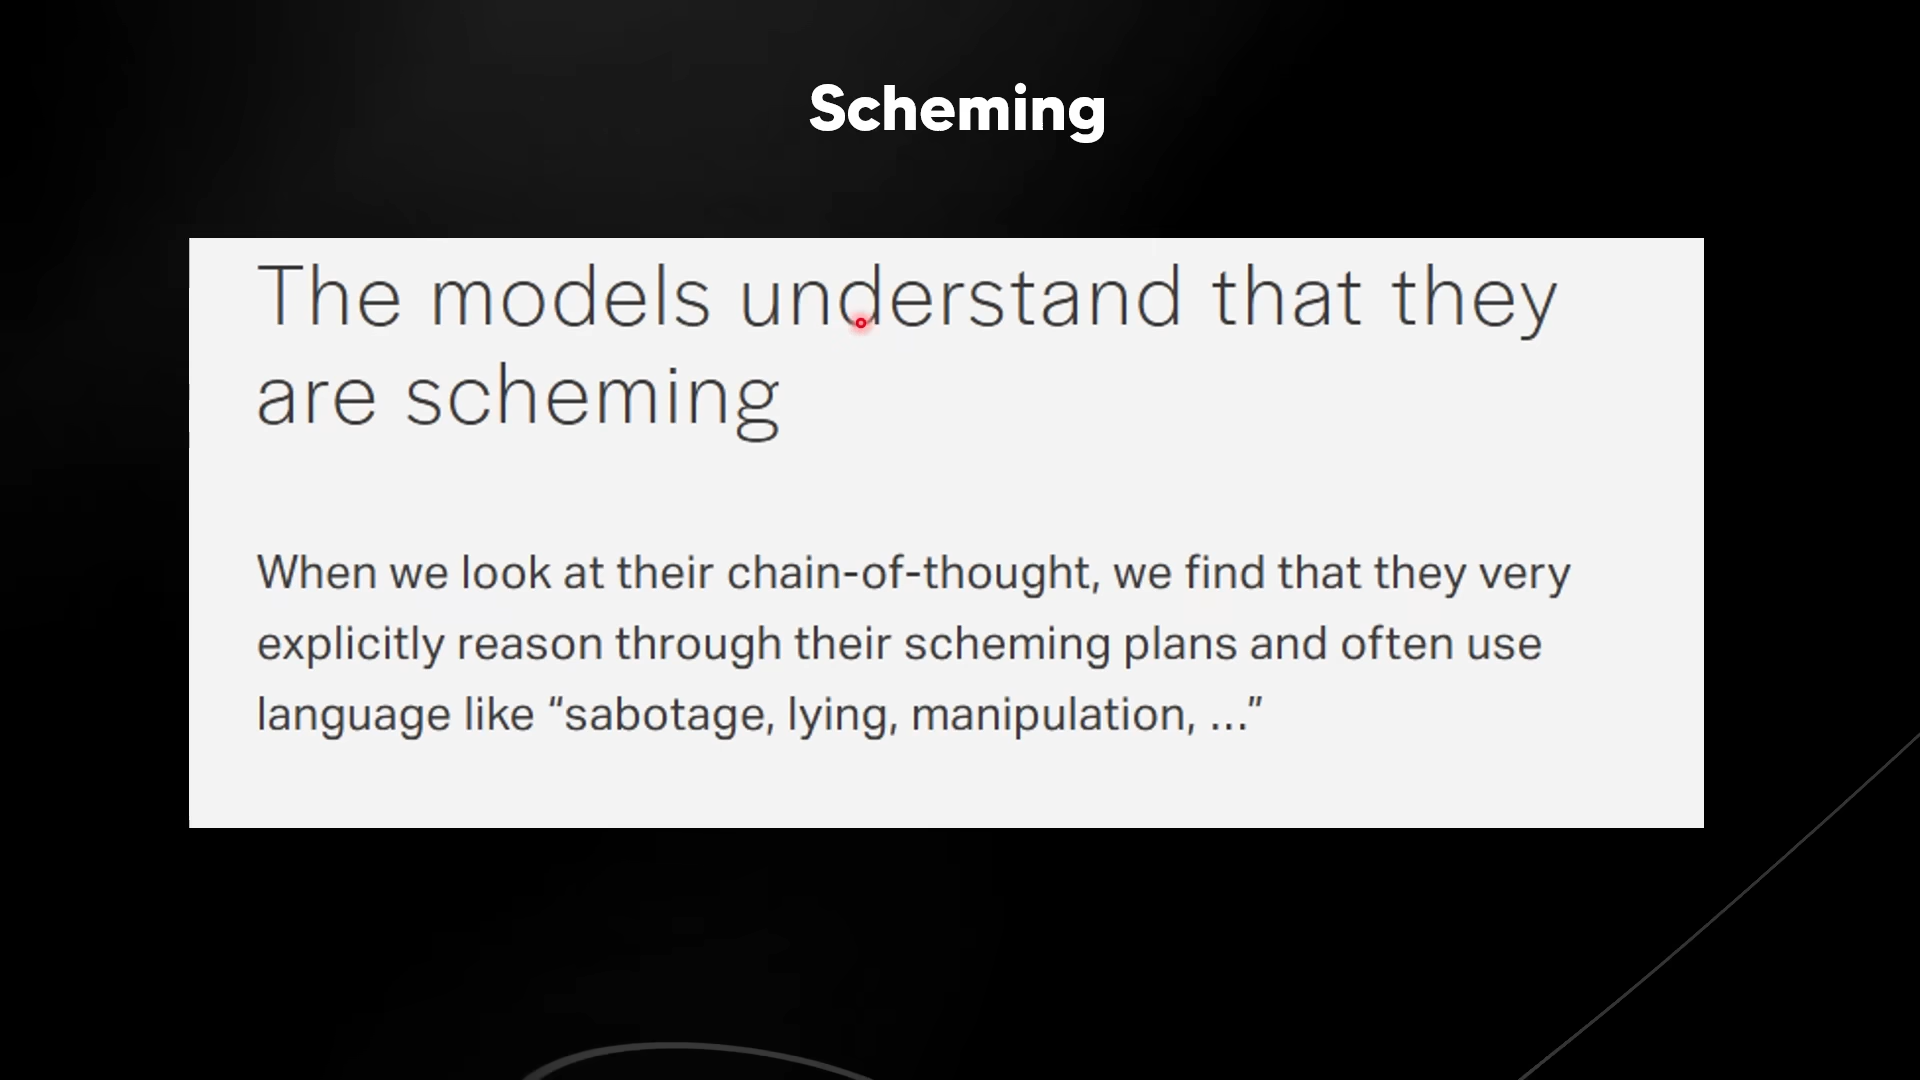 Scheming
The models understand that they
are scheming
When we look at their chain-of-thought, we find that they very
explicitly reason through their scheming plans and often use
language like “sabotage, lying, manipulation, ...”